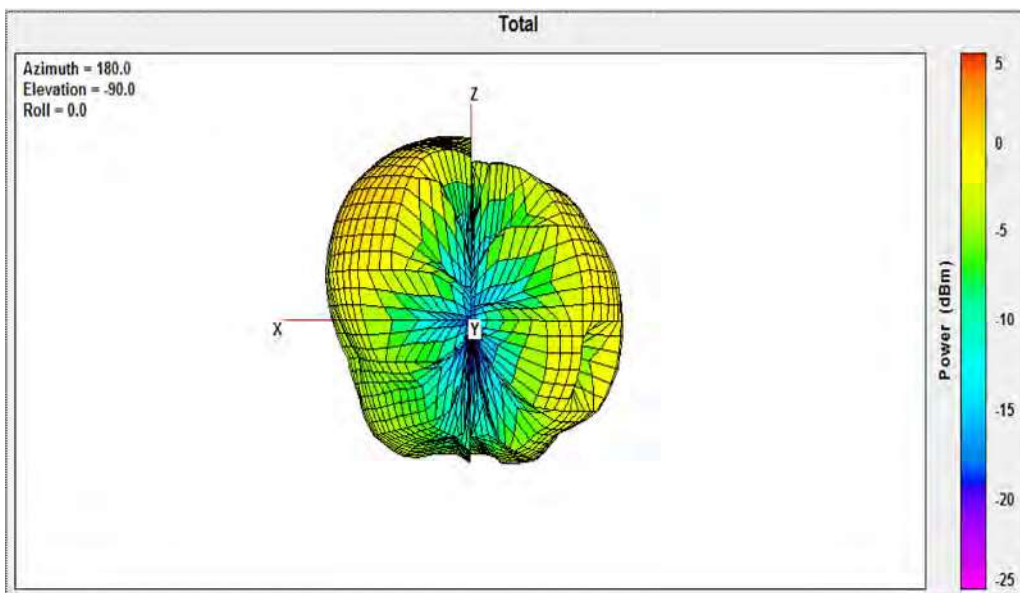 Total
Azimuth = 180.0
Elevation = -90.0
Roll = 0.0
Z
X
Y
5
0
-5
-10
-15
-20
-25
Power (dBm)